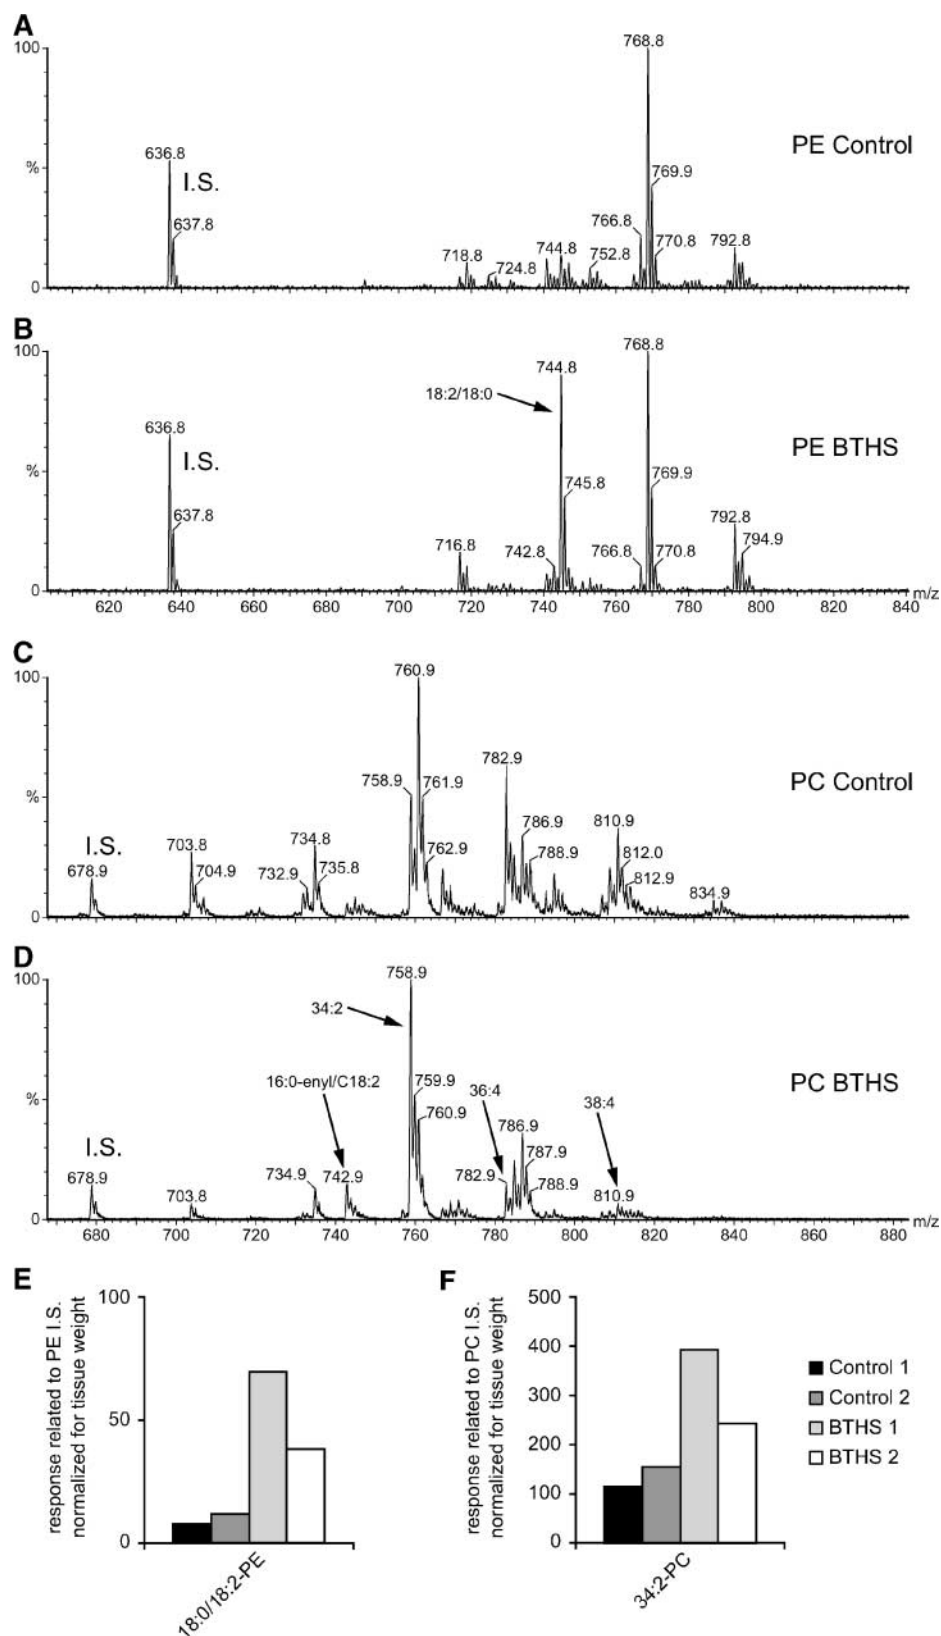 A
100
%
0
636.8
I.S.
637.8
718.8
724.8
744.8
752.8
766.8
768.8
769.9
770.8
792.8
PE Control
B
100
%
0
636.8
I.S.
637.8
716.8
18:2/18:0
742.8
744.8
745.8
766.8
768.8
769.9
770.8
792.8
794.9
PE BTHS
620 640 660 680 700 720 740 760 780 800 820 840 m/z
C
100
%
0
I.S.
678.9
703.8
704.9
732.9
734.8
735.8
758.9
760.9
761.9
762.9
782.9
786.9
788.9
810.9
812.0
812.9
834.9
PC Control
D
100
%
0
I.S.
678.9
703.8
734.9
16:0-enyl/C18:2
742.9
34:2
758.9
759.9
760.9
36:4
782.9
786.9
787.9
788.9
38:4
810.9
PC BTHS
680 700 720 740 760 780 800 820 840 860 880 m/z
E
response related to PE I.S.
normalized for tissue weight
100
50
0
18:0/18:2-PE
F
response related to PC I.S.
normalized for tissue weight
500
400
300
200
100
0
34:2-PC
Control 1
Control 2
BTHS 1
BTHS 2